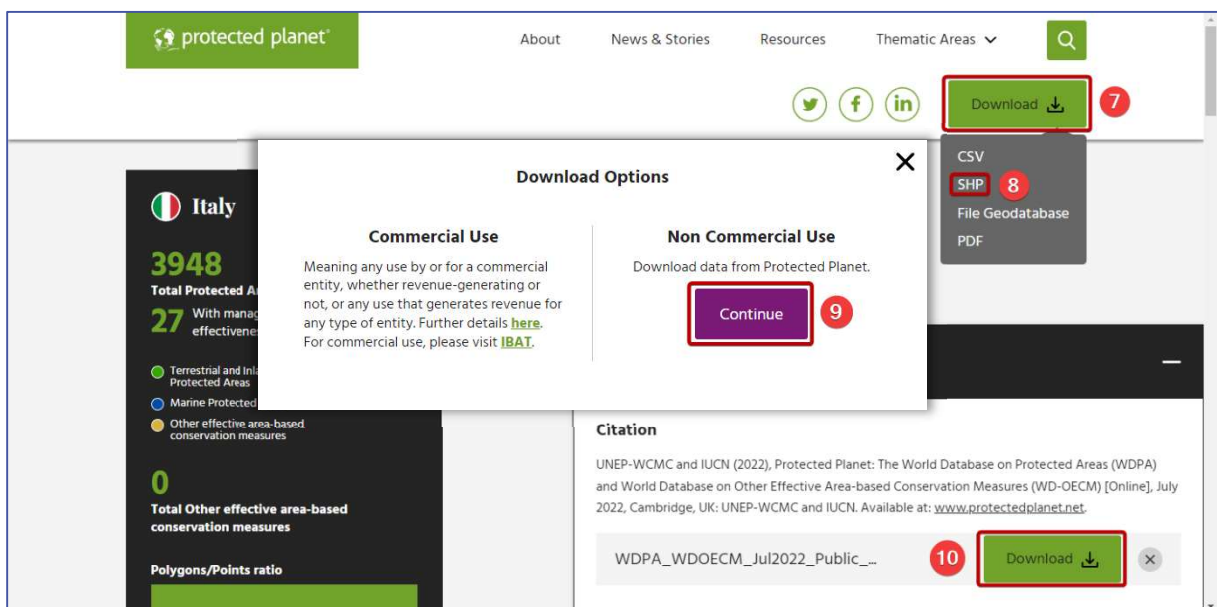 protected planet
About News & Stories Resources Thematic Areas
Download
7
CSV
SHP 8
File Geodatabase
PDF
Download Options
Commercial Use
Meaning any use by or for a commercial
entity, whether revenue-generating or
not, or any use that generates revenue for
any type of entity. Further details here.
For commercial use, please visit IBAT.
Non Commercial Use
Download data from Protected Planet.
Continue
9
Italy
3948
Total Protected
27 With
Terrestrial and
Protected Areas
Marine Protected
Other effective area-based
conservation measures
0
Total Other effective area-based
conservation measures
Polygons/Points ratio
Citation
UNEP-WCMC and IUCN (2022), Protected Planet: The World Database on Protected Areas (WDPA)
and World Database on Other Effective Area-based Conservation Measures (WD-OECM) [Online], July
2022, Cambridge, UK: UNEP-WCMC and IUCN. Available at: www.protectedplanet.net.
WDPA_WDOECM_Jul2022_Public_...
10
Download